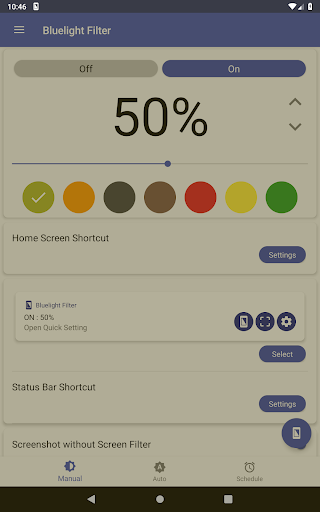 10:46
Bluelight Filter
Off
On
50%
Home Screen Shortcut
Settings
Bluelight Filter
ON : 50%
Open Quick Setting
Select
Status Bar Shortcut
Settings
Screenshot without Screen Filter
Manual
Auto
Schedule